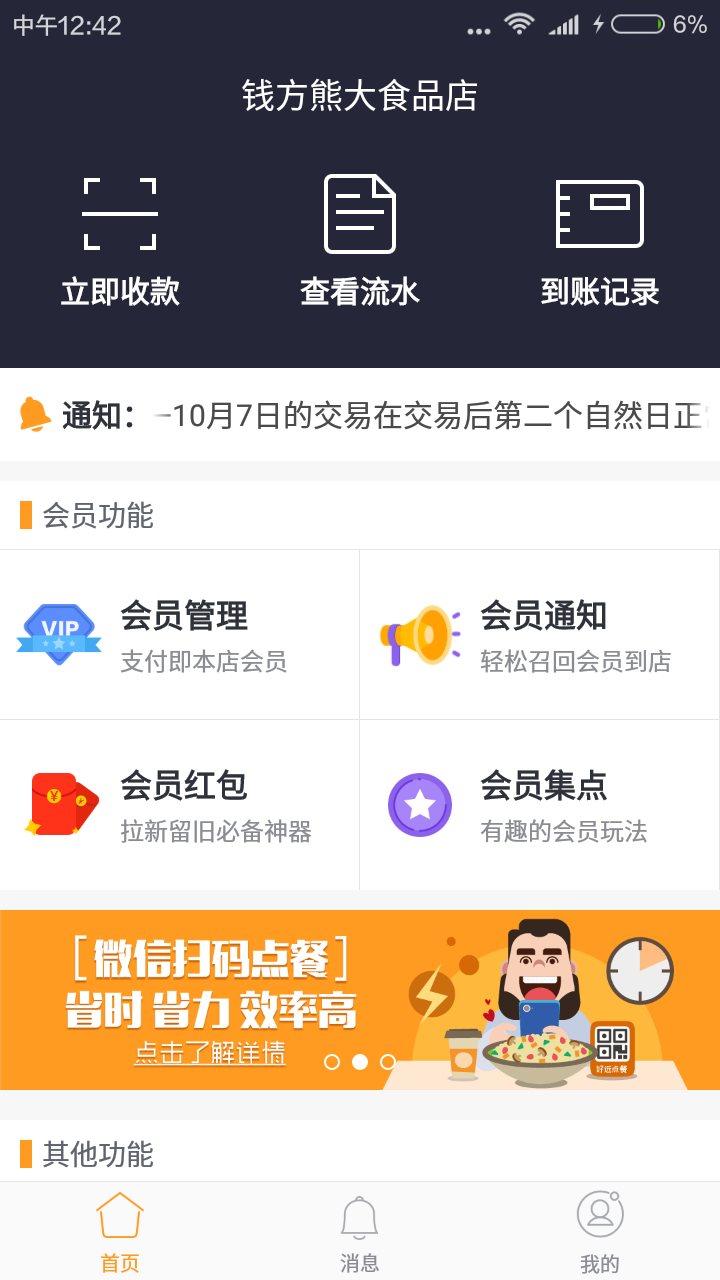 中午12:42
6%
钱方熊大食品店
立即收款
查看流水
到账记录
通知：
一10月7日的交易在交易后第二个自然日正
会员功能
VIP
会员管理
支付即本店会员
会员通知
轻松召回会员到店
会员红包
拉新留旧必备神器
会员集点
有趣的会员玩法
[微信扫码点餐]
省时 省力 效率高
点击了解详情
好近点餐
其他功能
首页
消息
我的